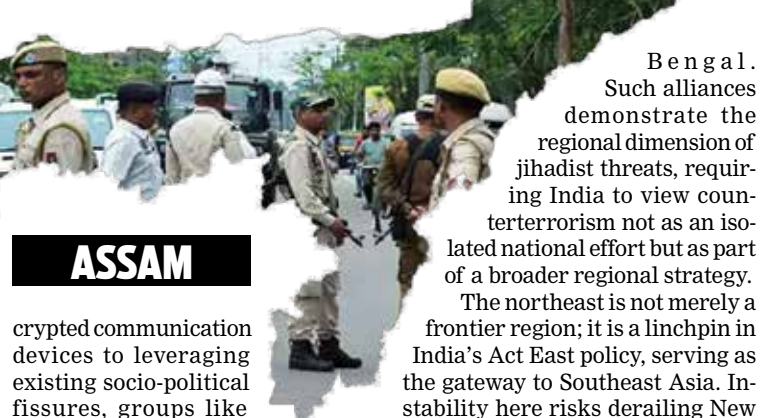 ASSAM
crypted communication
devices to leveraging
existing socio-political
fissures, groups like
Bengal.
Such alliances
demonstrate the
regional dimension of
jihadist threats, requir-
ing India to view coun-
terterrorism not as an iso-
lated national effort but as part
of a broader regional strategy.
The northeast is not merely a
frontier region; it is a linchpin in
India's Act East policy, serving as
the gateway to Southeast Asia. In-
stability here risks derailing New